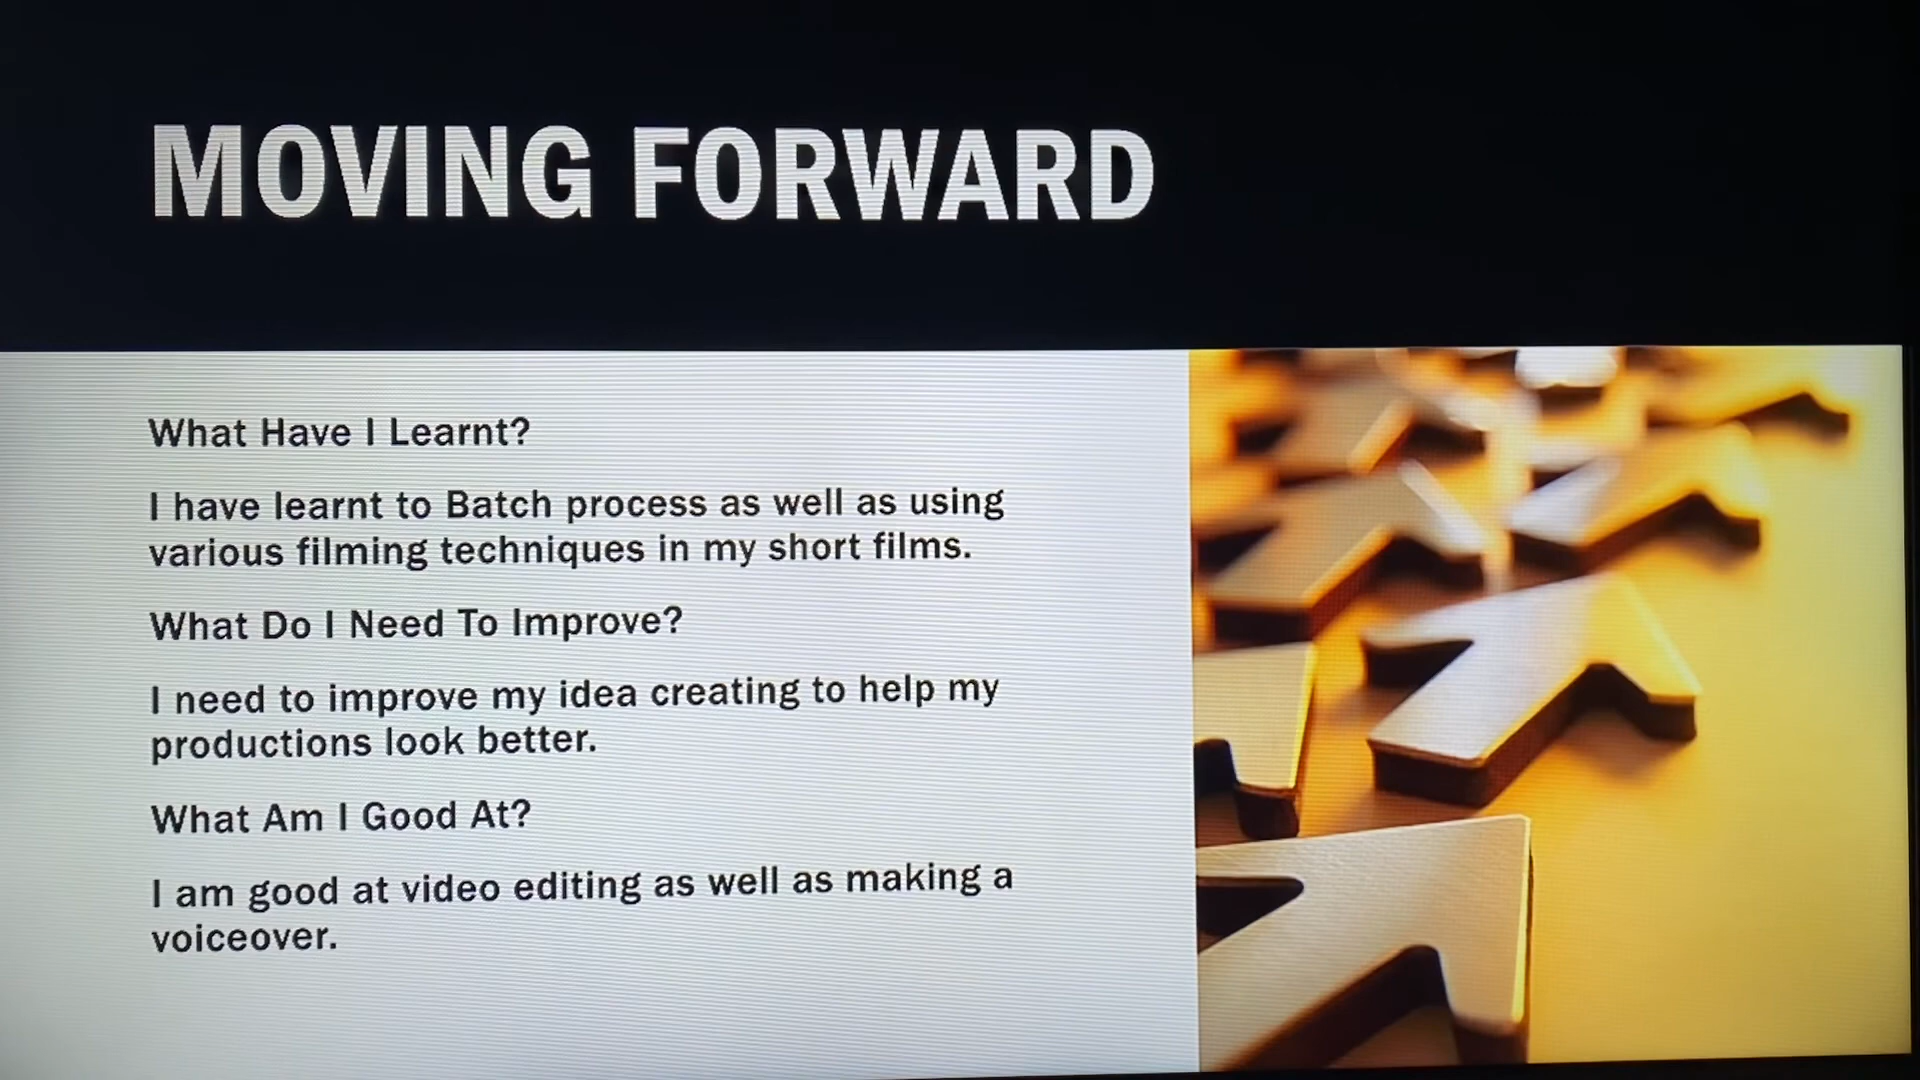 MOVING FORWARD
What Have I Learnt?
I have learnt to Batch process as well as using
various filming techniques in my short films.
What Do I Need To Improve?
I need to improve my idea creating to help my
productions look better.
What Am I Good At?
I am good at video editing as well as making a
voiceover.